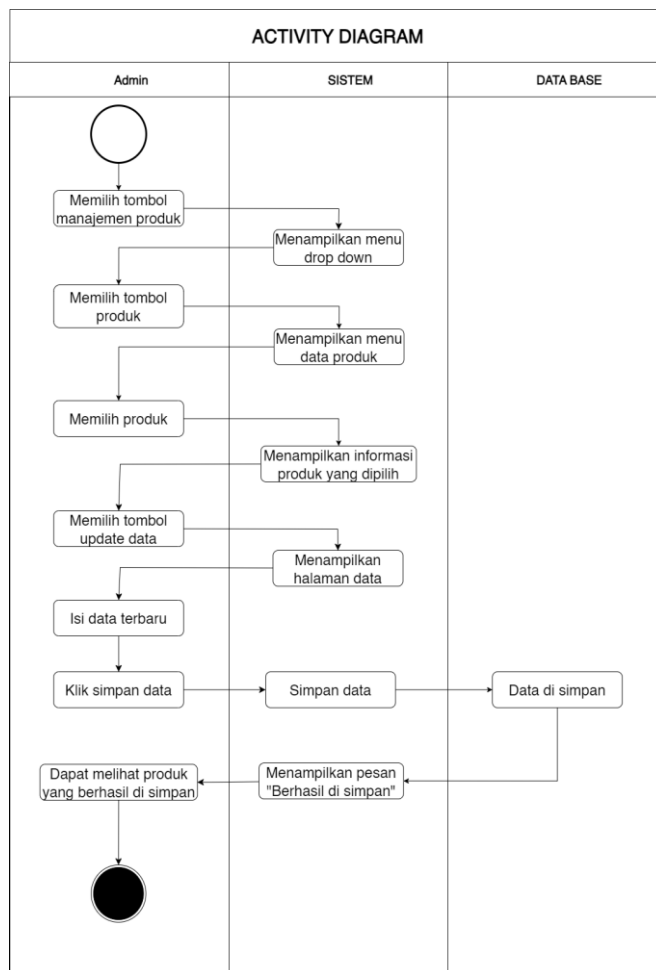 ACTIVITY DIAGRAM
Admin
SISTEM
DATA BASE
Memilih tombol
manajemen produk
Menampilkan menu
drop down
Memilih tombol
produk
Menampilkan menu
data produk
Memilih produk
Menampilkan informasi
produk yang dipilih
Memilih tombol
update data
Menampilkan
halaman data
Isi data terbaru
Klik simpan data
Simpan data
Data di simpan
Menampilkan pesan
"Berhasil di simpan"
Dapat melihat produk
yang berhasil di simpan